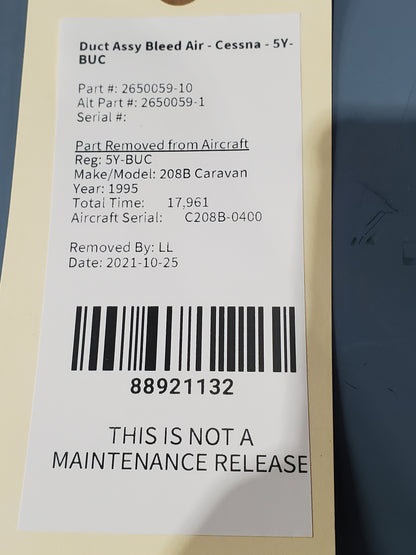 Duct Assy Bleed Air - Cessna - 5Y-
BUC
Part #: 2650059-10
Alt Part #: 2650059-1
Serial #:
Part Removed from Aircraft
Reg: 5Y-BUC
Make/Model: 208B Caravan
Year: 1995
Total Time: 17,961
Aircraft Serial: C208B-0400
Removed By: LL
Date: 2021-10-25
88921132
THIS IS NOT A
MAINTENANCE RELEASE